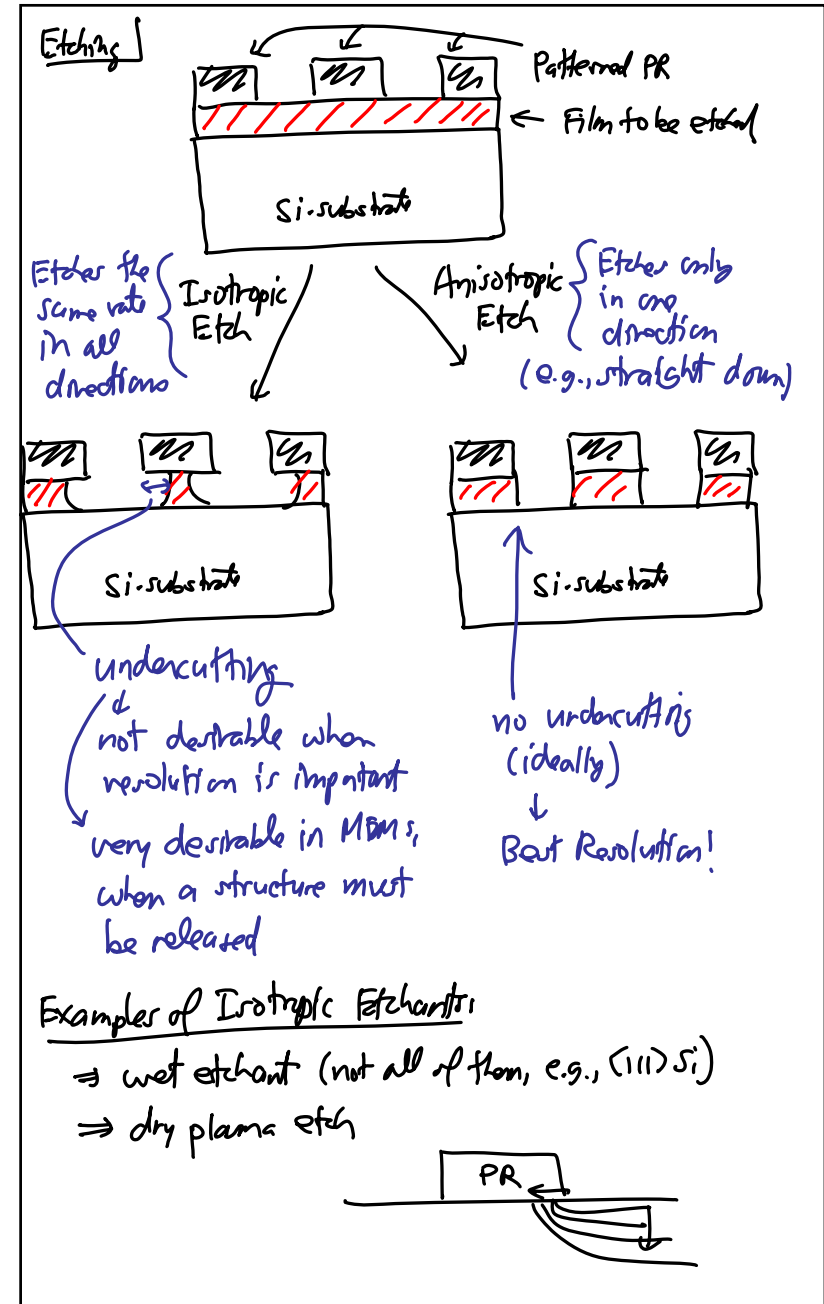 Etching
Patterned PR
Film to be etched
Si-substrate
Etches the
same rate
in all
directions
Isotropic
Etch
Anisotropic
Etch
Etches only
in one
direction
(e.g., straight down)
Si-substrate
Si-substrate
undercutting
not desirable when
resolution is important
very desirable in MEMS,
when a structure must
be released
no undercutting
(ideally)
Best Resolution!
Examples of Isotropic Etchants:
⇒ wet etchant (not all of them, e.g., <111> Si)
⇒ dry plama etch
PR